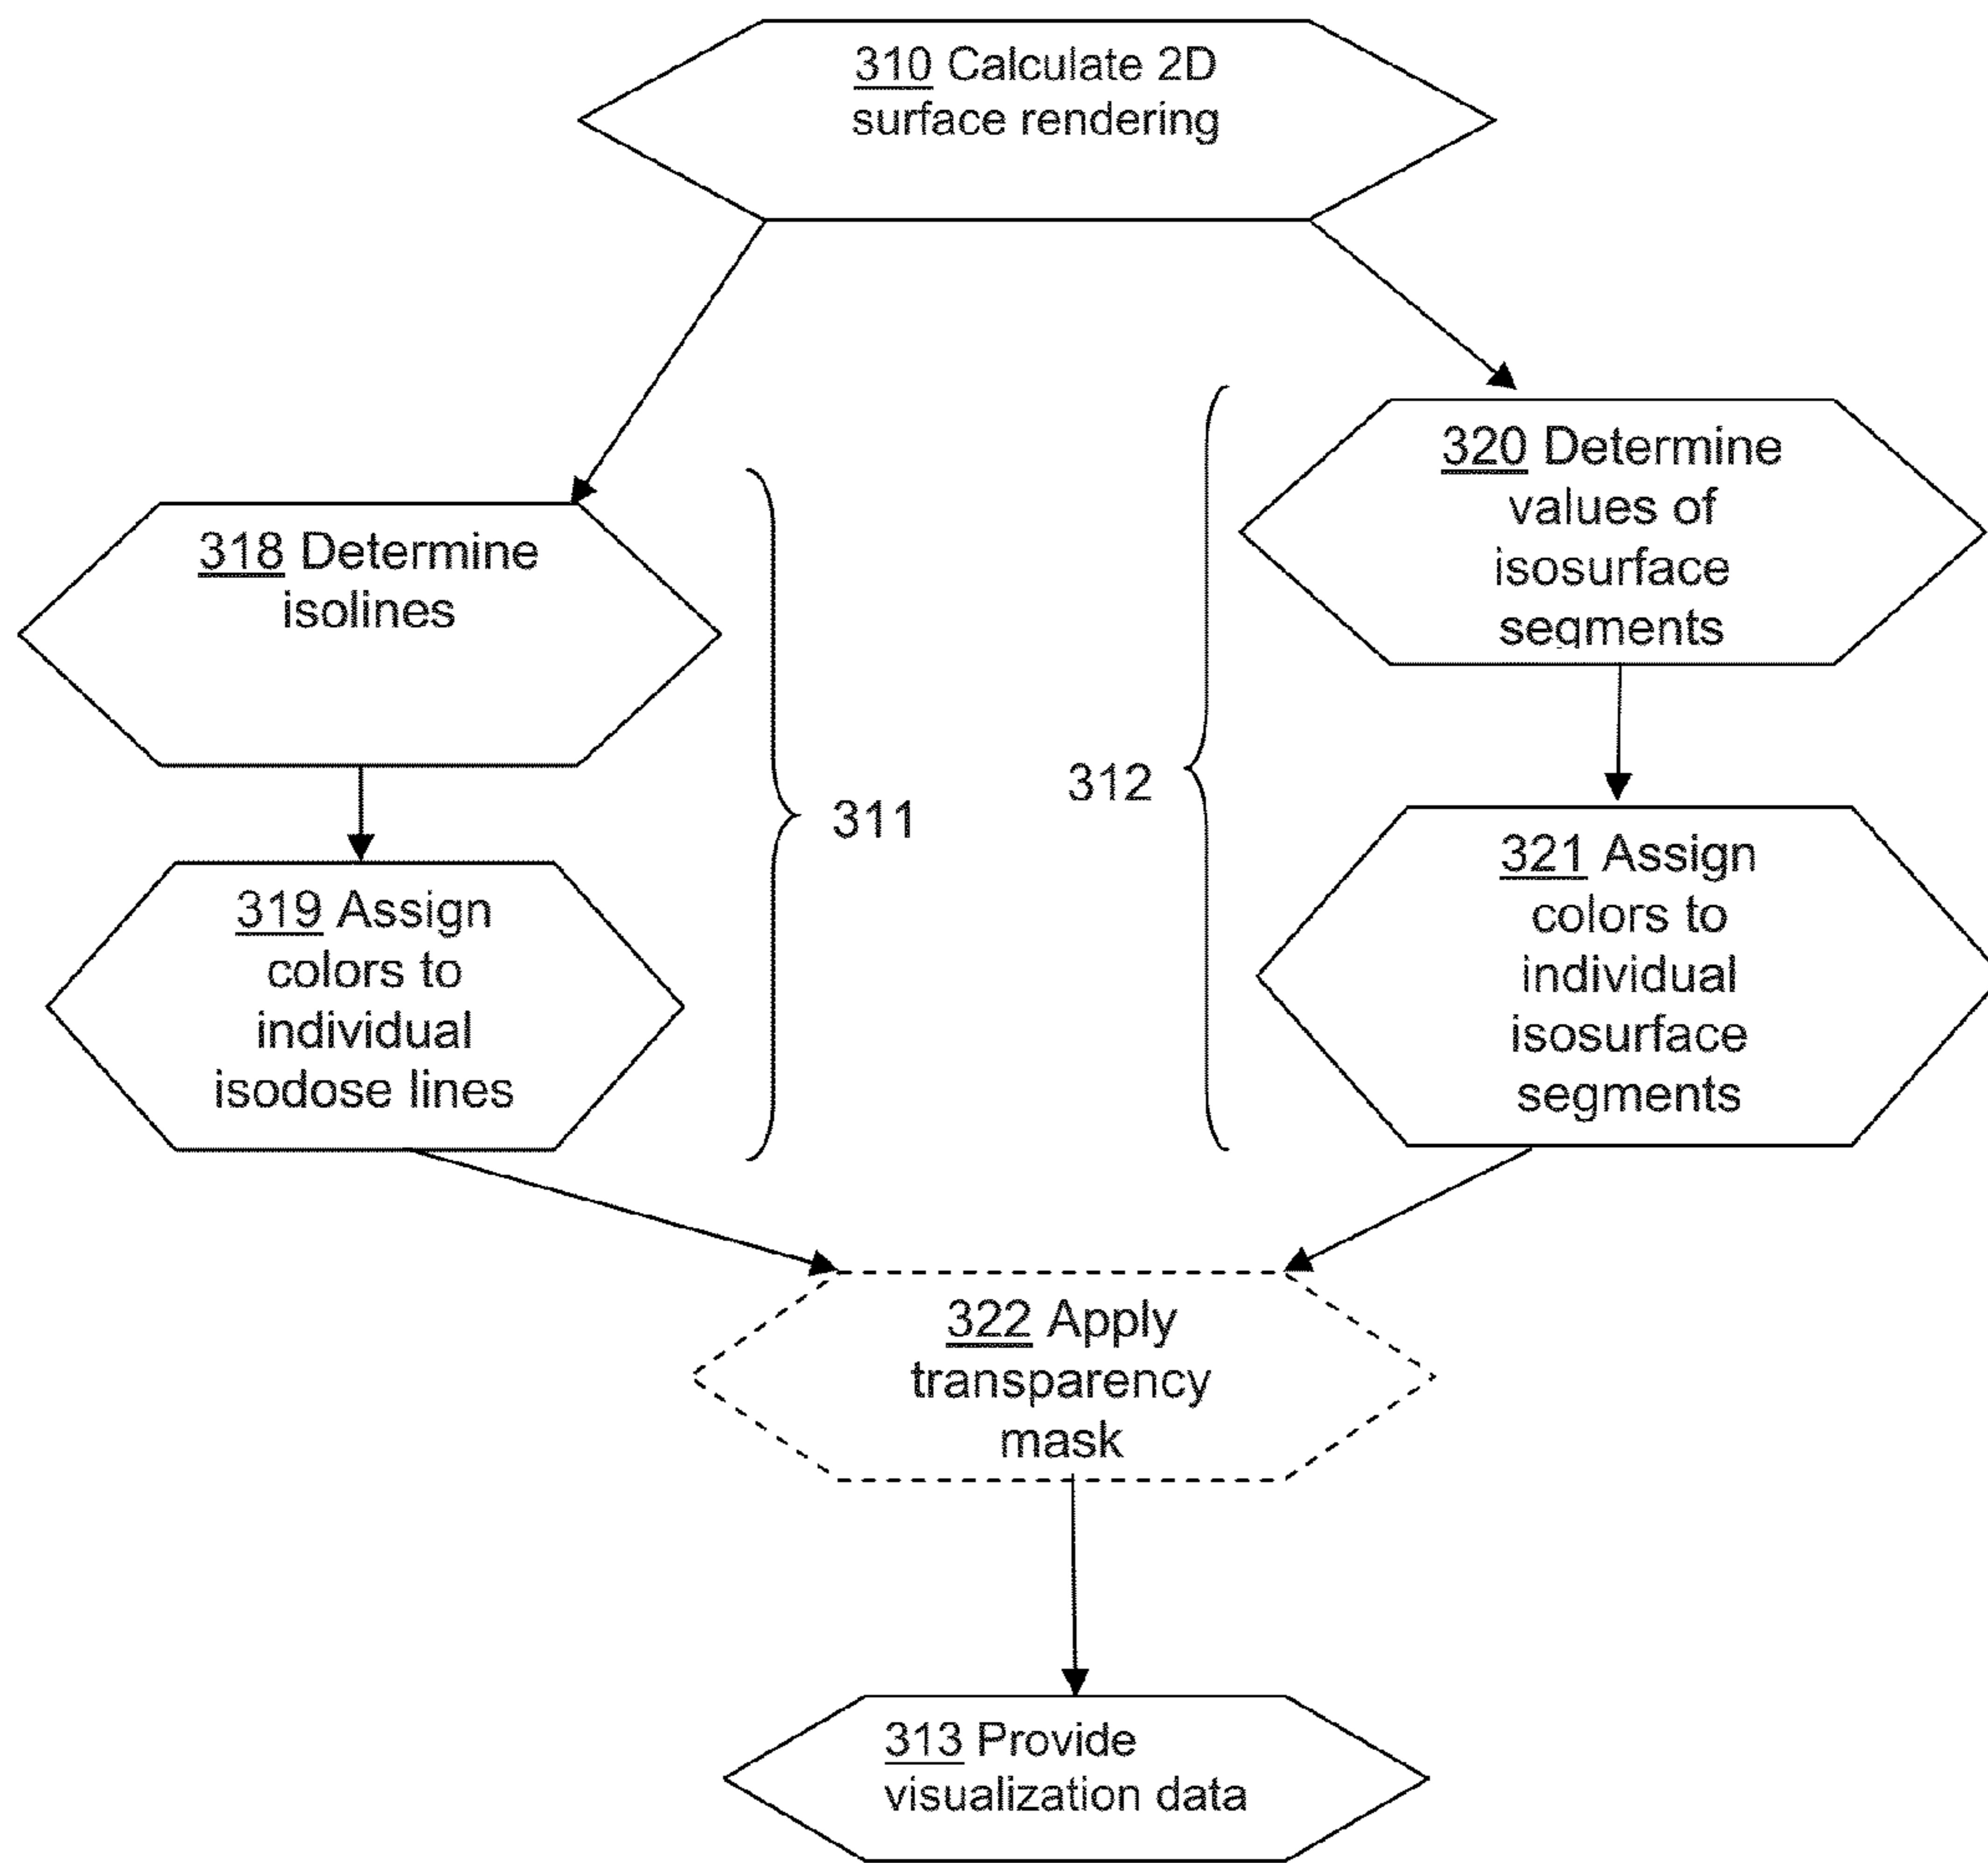 310 Calculate 2D
surface rendering
318 Determine
isolines
319 Assign
colors to
individual
isodose lines
311
312
320 Determine
values of
isosurface
segments
321 Assign
colors to
individual
isosurface
segments
322 Apply
transparency
mask
313 Provide
visualization data